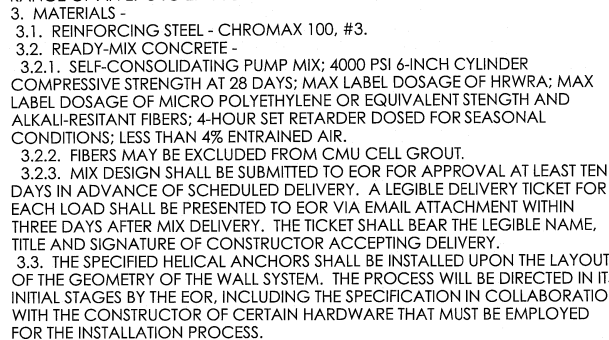 3. MATERIALS -
3.1. REINFORCING STEEL - CHROMAX 100, #3.
3.2. READY-MIX CONCRETE -
3.2.1. SELF-CONSOLIDATING PUMP MIX; 4000 PSI 6-INCH CYLINDER
COMPRESSIVE STRENGTH AT 28 DAYS; MAX LABEL DOSAGE OF HRWRA; MAX
LABEL DOSAGE OF MICRO POLYETHYLENE OR EQUIVALENT STENGTH AND
ALKALI-RESITANT FIBERS; 4-HOUR SET RETARDER DOSED FOR SEASONAL
CONDITIONS; LESS THAN 4% ENTRAINED AIR.
3.2.2. FIBERS MAY BE EXCLUDED FROM CMU CELL GROUT.
3.2.3. MIX DESIGN SHALL BE SUBMITTED TO EOR FOR APPROVAL AT LEAST TEN
DAYS IN ADVANCE OF SCHEDULED DELIVERY. A LEGIBLE DELIVERY TICKET FOR
EACH LOAD SHALL BE PRESENTED TO EOR VIA EMAIL ATTACHMENT WITHIN
THREE DAYS AFTER MIX DELIVERY. THE TICKET SHALL BEAR THE LEGIBLE NAME,
TITLE AND SIGNATURE OF CONSTRUCTOR ACCEPTING DELIVERY.
3.3. THE SPECIFIED HELICAL ANCHORS SHALL BE INSTALLED UPON THE LAYOUT
OF THE GEOMETRY OF THE WALL SYSTEM. THE PROCESS WILL BE DIRECTED IN IT
INITIAL STAGES BY THE EOR, INCLUDING THE SPECIFICATION IN COLLABORATIO
WITH THE CONSTRUCTOR OF CERTAIN HARDWARE THAT MUST BE EMPLOYED
FOR THE INSTALLATION PROCESS.